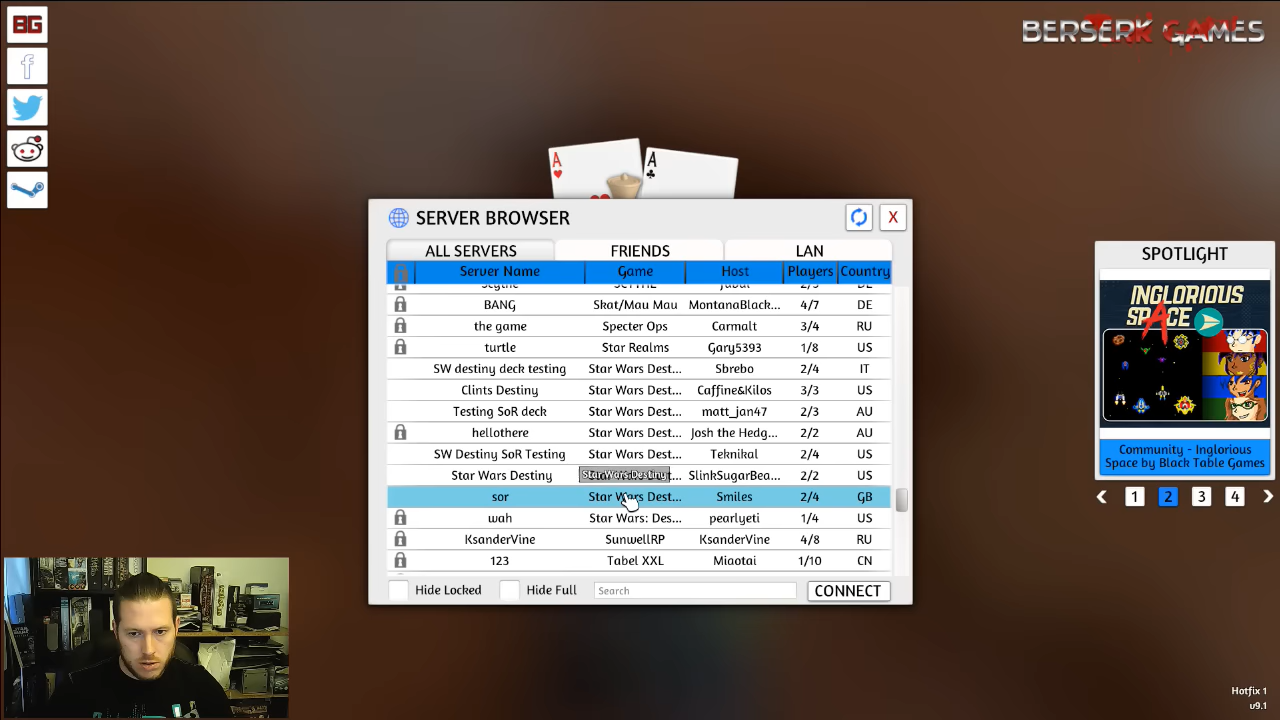 BG
BERSERK GAMES
f
A
A
SERVER BROWSER
X
ALL SERVERS FRIENDS LAN
Server Name Game Host Players Country
BANG Skat/Mau Mau MontanaBlack... 4/7 DE
the game Specter Ops Carmalt 3/4 RU
turtle Star Realms Gary5393 1/8 US
SW destiny deck testing Star Wars Dest... Sbrebo 2/4 IT
Clints Destiny Star Wars Dest... Caffine&Kilos 3/3 US
Testing SoR deck Star Wars Dest... matt_jan47 2/3 AU
hellothere Star Wars Dest... Josh the Hedg... 2/2 AU
SW Destiny SoR Testing Star Wars Dest... Teknikal 2/4 US
Star Wars Destiny Star Wars Destiny SlinkSugarBea... 2/2 US
sor Star Wars Dest... Smiles 2/4 GB
wah Star Wars: Des... pearlyeti 1/4 US
KsanderVine SunwellRP KsanderVine 4/8 RU
123 Tabel XXL Miaotai 1/10 CN
Hide Locked Hide Full Search CONNECT
SPOTLIGHT
INGLORIOUS
SPACE
Community - Inglorious
Space by Black Table Games
1 2 3 4
Hotfix 1
v9.1